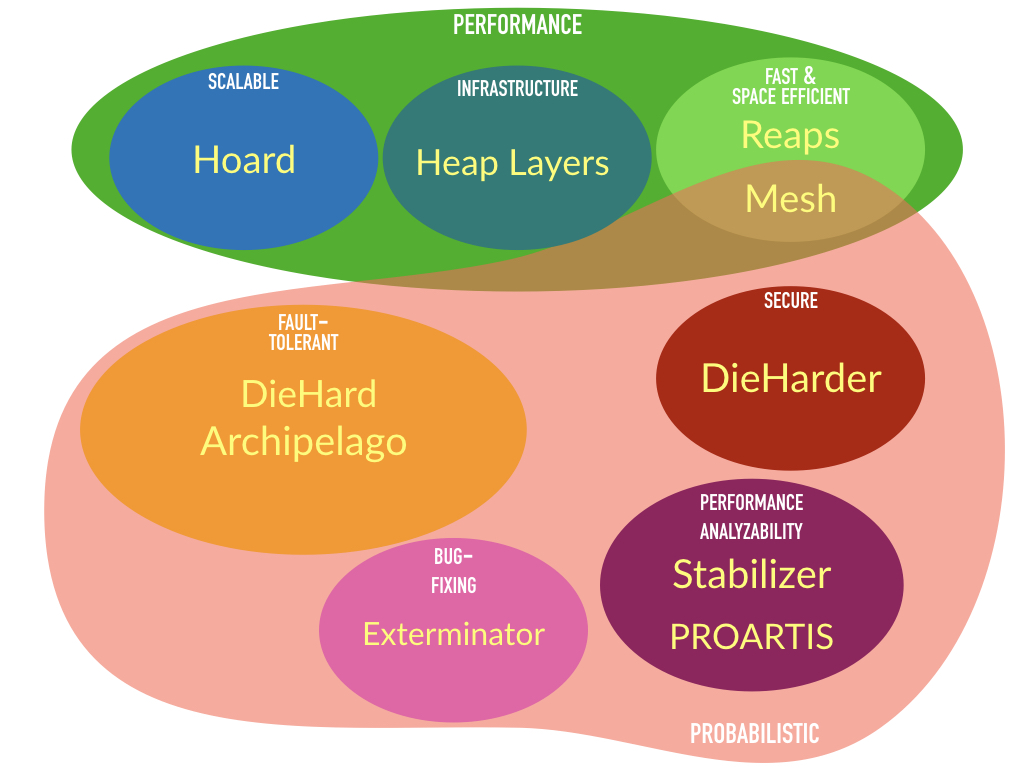 PERFORMANCE
SCALABLE
Hoard
INFRASTRUCTURE
Heap Layers
FAST &
SPACE EFFICIENT
Reaps
Mesh
FAULT-
TOLERANT
DieHard
Archipelago
SECURE
DieHarder
BUG-
FIXING
Exterminator
PERFORMANCE
ANALYZABILITY
Stabilizer
PROARTIS
PROBABILISTIC